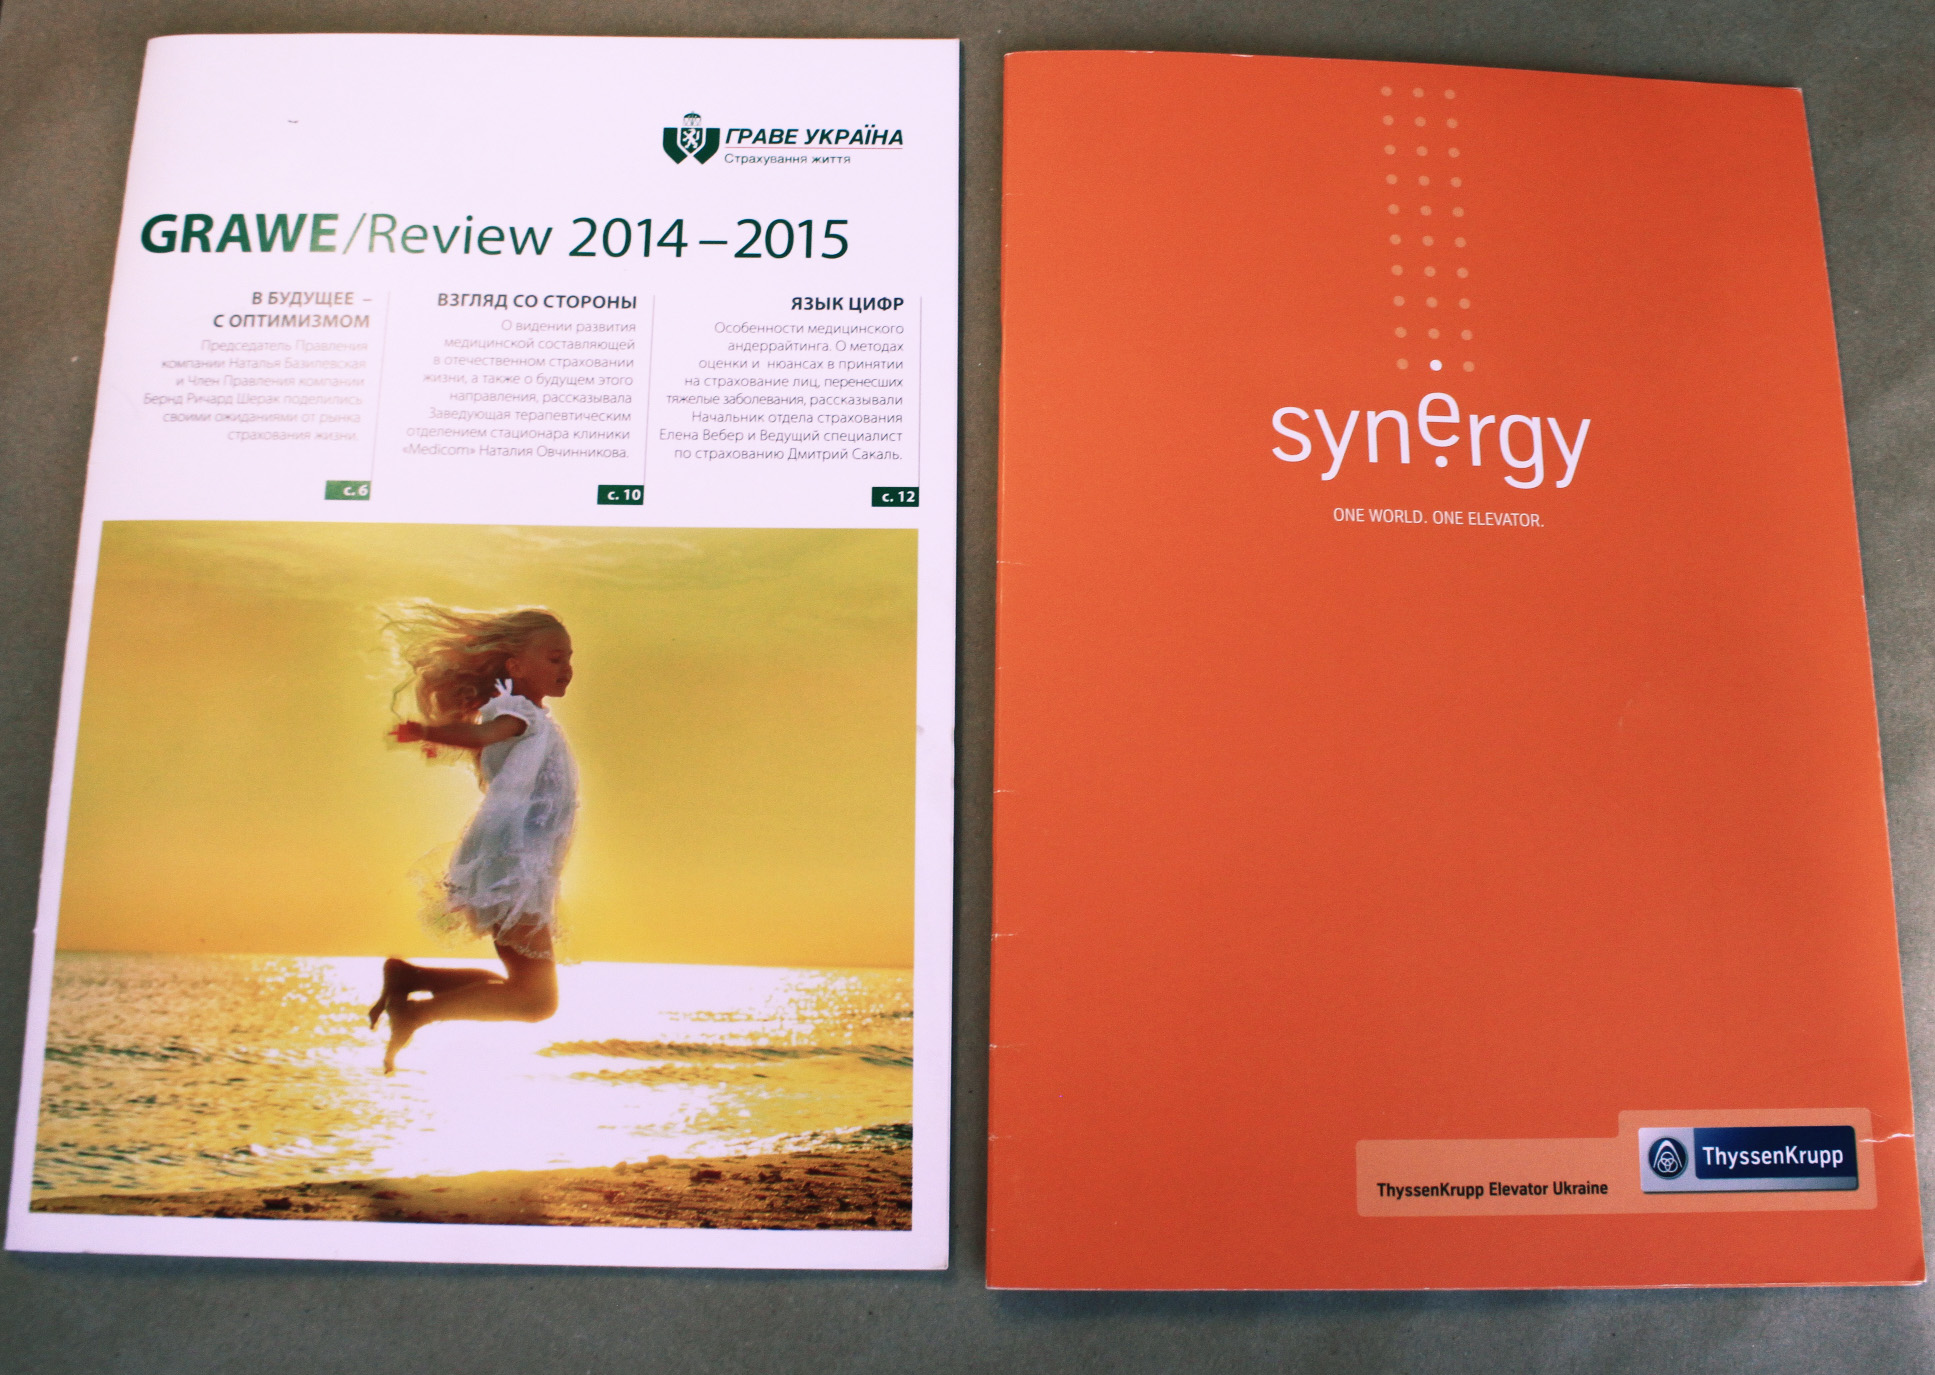 ГРАВЕ УКРАЇНА
Страхування життя
GRAWE/Review 2014–2015
В БУДУЩЕЕ –
С ОПТИМИЗМОМ
Председатель Правления
компании Наталья Базилевская
и Член Правления компании
Бернд Ричард Шерак поделились
своими ожиданиями от рынка
страхования жизни.
с. 6
ВЗГЛЯД СО СТОРОНЫ
О видении развития
медицинской составляющей
в отечественном страховании
жизни, а также о будущем этого
направления, рассказывала
Заведующая терапевтическим
отделением стационара клиники
«Medicom» Наталия Овчинникова.
с. 10
ЯЗЫК ЦИФР
Особенности медицинского
андеррайтинга. О методах
оценки и нюансах в принятии
на страхование лиц, перенесших
тяжелые заболевания, рассказывали
Начальник отдела страхования
Елена Вебер и Ведущий специалист
по страхованию Дмитрий Сакаль.
с. 12
synergy
ONE WORLD. ONE ELEVATOR.
ThyssenKrupp Elevator Ukraine
ThyssenKrupp